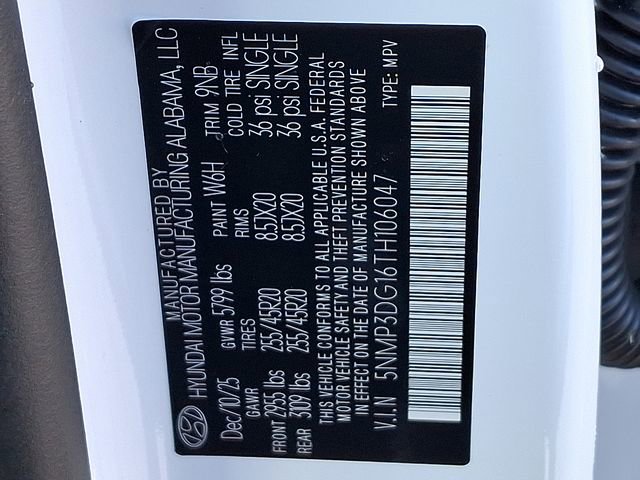 MANUFACTURED BY
HYUNDAI MOTOR MANUFACTURING ALABAMA, LLC
Dec/10/25 GVWR 5799 lbs PAINT W6H TRIM 9NB
GAWR TIRES RIMS COLD TIRE INFL
FRONT 2955 lbs 255/45R20 8.5JX20 36 psi SINGLE
REAR 3109 lbs 255/45R20 8.5JX20 36 psi SINGLE
THIS VEHICLE CONFORMS TO ALL APPLICABLE U.S.A. FEDERAL
MOTOR VEHICLE SAFETY AND THEFT PREVENTION STANDARDS
IN EFFECT ON THE DATE OF MANUFACTURE SHOWN ABOVE
V.I.N 5NMP3DG16TH106047 TYPE: MPV